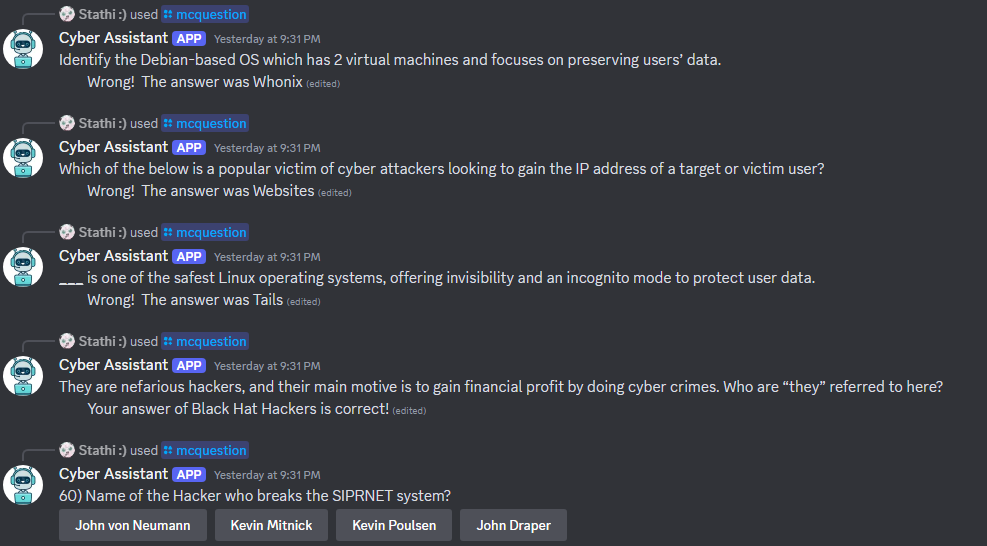 Stathi :) used mcquestion
Cyber Assistant APP Yesterday at 9:31 PM
Identify the Debian-based OS which has 2 virtual machines and focuses on preserving users’ data.
Wrong! The answer was Whonix (edited)
Stathi :) used mcquestion
Cyber Assistant APP Yesterday at 9:31 PM
Which of the below is a popular victim of cyber attackers looking to gain the IP address of a target or victim user?
Wrong! The answer was Websites (edited)
Stathi :) used mcquestion
Cyber Assistant APP Yesterday at 9:31 PM
___ is one of the safest Linux operating systems, offering invisibility and an incognito mode to protect user data.
Wrong! The answer was Tails (edited)
Stathi :) used mcquestion
Cyber Assistant APP Yesterday at 9:31 PM
They are nefarious hackers, and their main motive is to gain financial profit by doing cyber crimes. Who are “they” referred to here?
Your answer of Black Hat Hackers is correct! (edited)
Stathi :) used mcquestion
Cyber Assistant APP Yesterday at 9:31 PM
60) Name of the Hacker who breaks the SIPRNET system?
John von Neumann Kevin Mitnick Kevin Poulsen John Draper